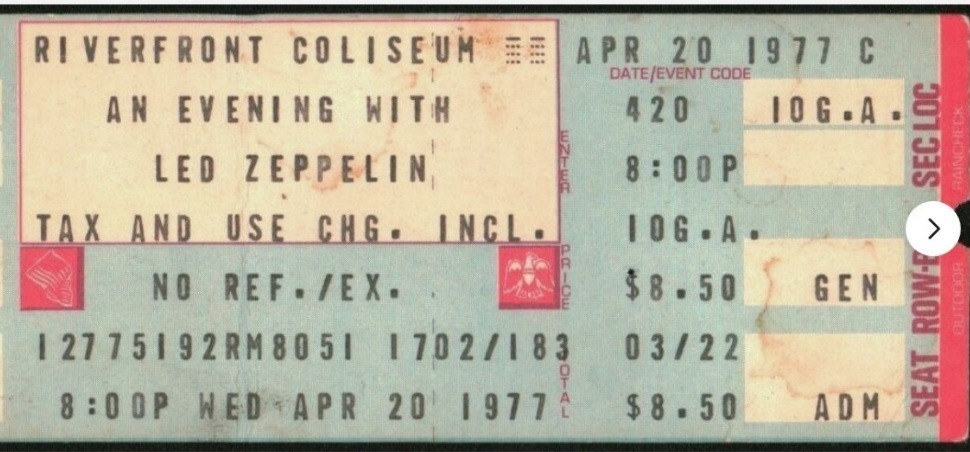 RIVERFRONT COLISEUM APR 20 1977 C
DATE/EVENT CODE
AN EVENING WITH 420 10G.A.
LED ZEPPELIN 8:00P
ENTER
TAX AND USE CHG. INCL. 10G.A.
NO REF./EX. $8.50 GEN
PRICE
12775192RM8051 1702/183 03/22
8:00P WED APR 20 1977 $8.50 ADM
TOTAL
SEAT ROW-B SEC LOC
OUTDOOR RAINCHECK